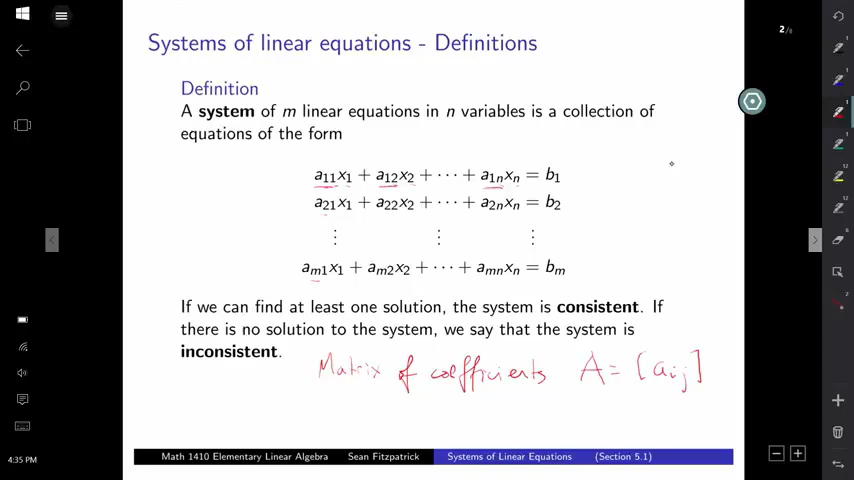 2/8
Systems of linear equations - Definitions
Definition
A system of m linear equations in n variables is a collection of
equations of the form
a₁₁x₁ + a₁₂x₂ + ··· + a₁ₙxₙ = b₁
a₂₁x₁ + a₂₂x₂ + ··· + a₂ₙxₙ = b₂
⋮ ⋮ ⋮
aₘ₁x₁ + aₘ₂x₂ + ··· + aₘₙxₙ = bₘ
If we can find at least one solution, the system is consistent. If
there is no solution to the system, we say that the system is
inconsistent.
Matrix of coefficients A = [aᵢⱼ]
Math 1410 Elementary Linear Algebra Sean Fitzpatrick Systems of Linear Equations (Section 5.1)
4:35 PM